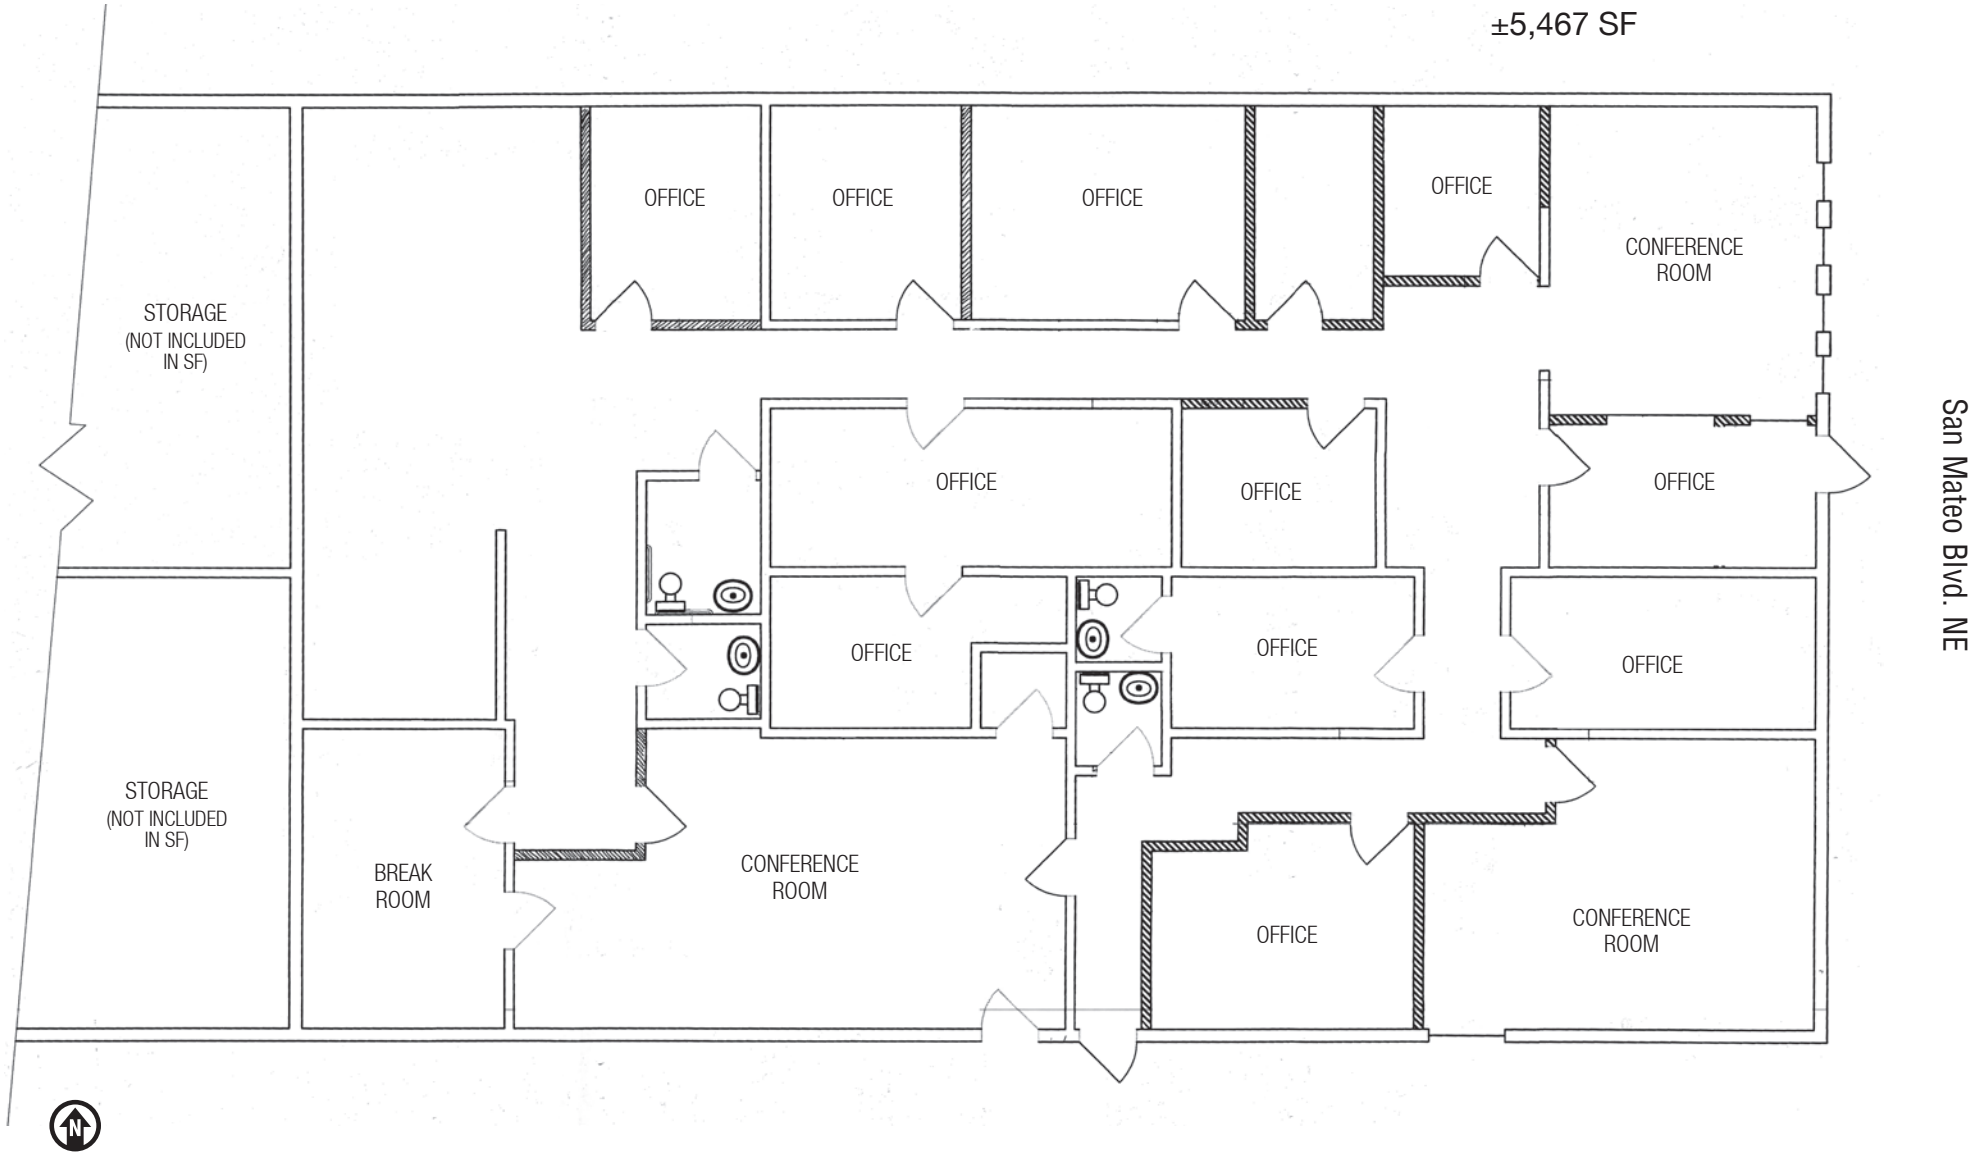 ±5,467 SF
OFFICE
OFFICE
OFFICE
OFFICE
CONFERENCE
ROOM
STORAGE
(NOT INCLUDED
IN SF)
OFFICE
OFFICE
OFFICE
San Mateo Blvd. NE
OFFICE
OFFICE
OFFICE
STORAGE
(NOT INCLUDED
IN SF)
BREAK
ROOM
CONFERENCE
ROOM
OFFICE
CONFERENCE
ROOM
N